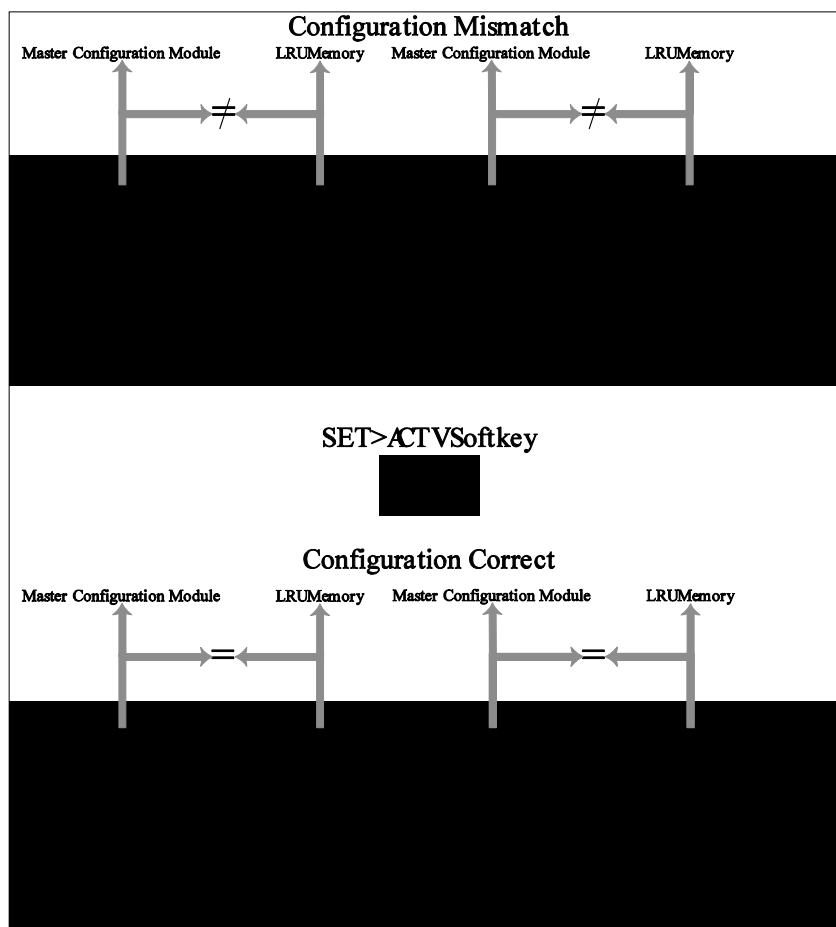 Configuration Mismatch
Master Configuration Module LRUMemory Master Configuration Module LRUMemory
≠ ≠
SET>ACTVSoftkey
Configuration Correct
Master Configuration Module LRUMemory Master Configuration Module LRUMemory
= =